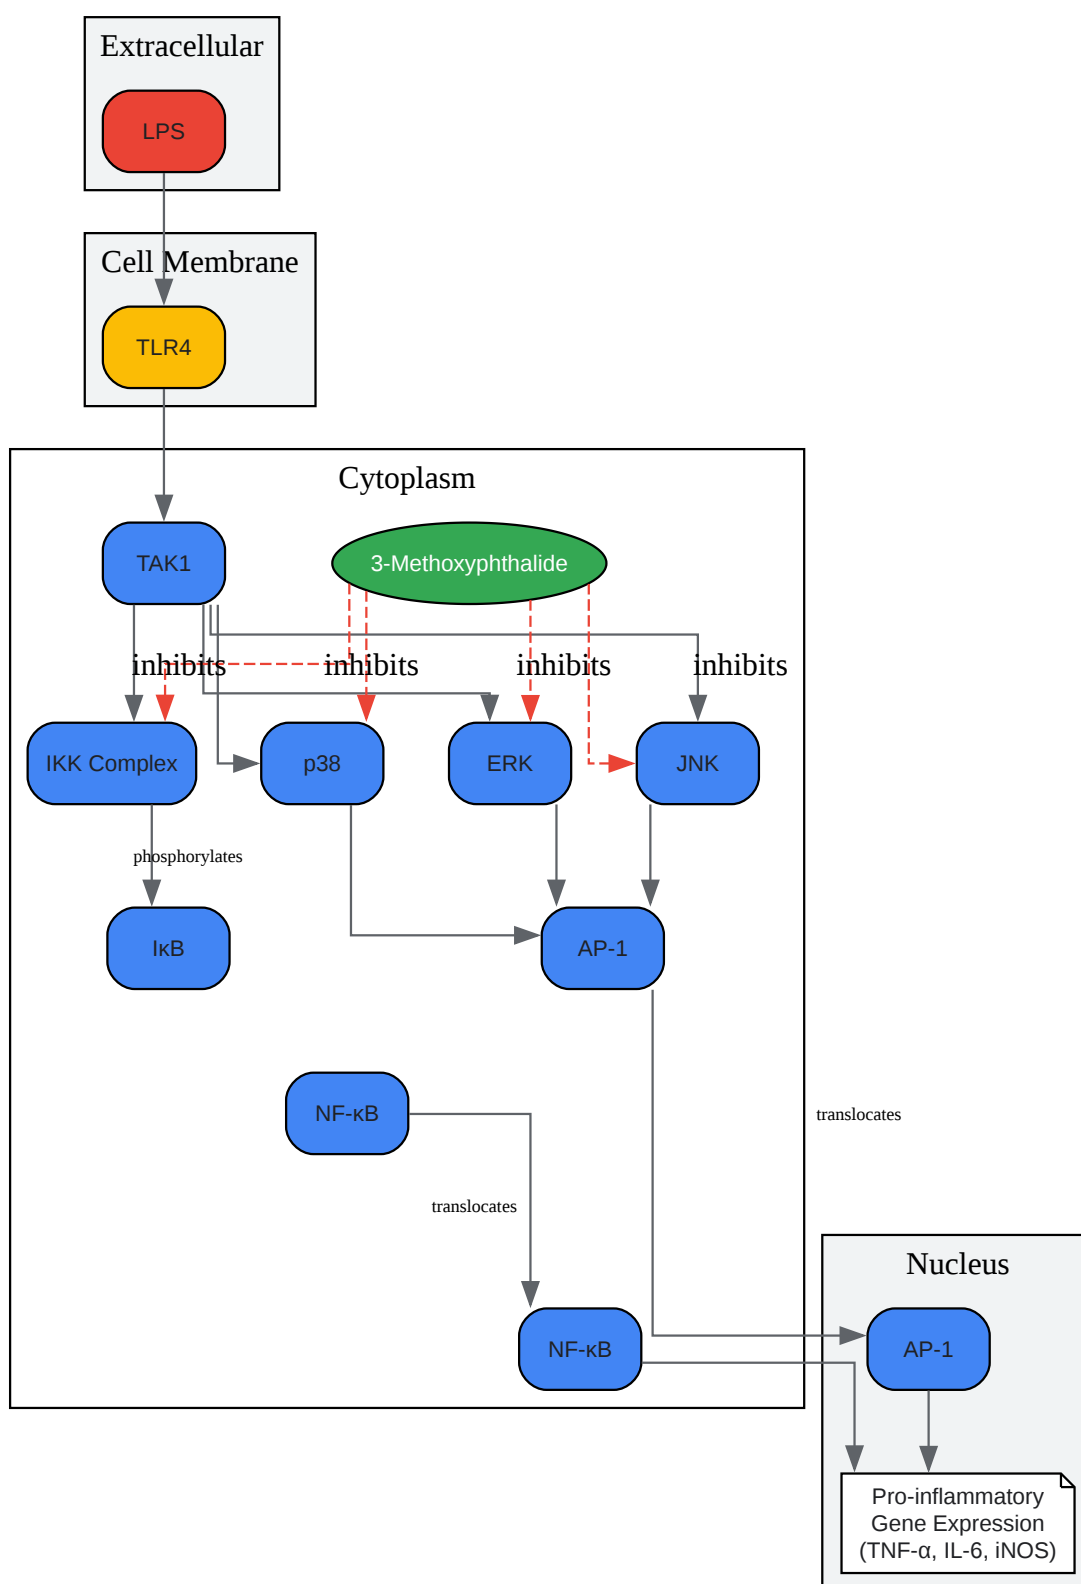 Extracellular
LPS
Cell Membrane
TLR4
Cytoplasm
TAK1
3-Methoxyphthalide
inhibits
inhibits
inhibits
inhibits
IKK Complex
p38
ERK
JNK
phosphorylates
IκB
AP-1
NF-κB
translocates
translocates
Nucleus
NF-κB
AP-1
Pro-inflammatory
Gene Expression
(TNF-α, IL-6, iNOS)